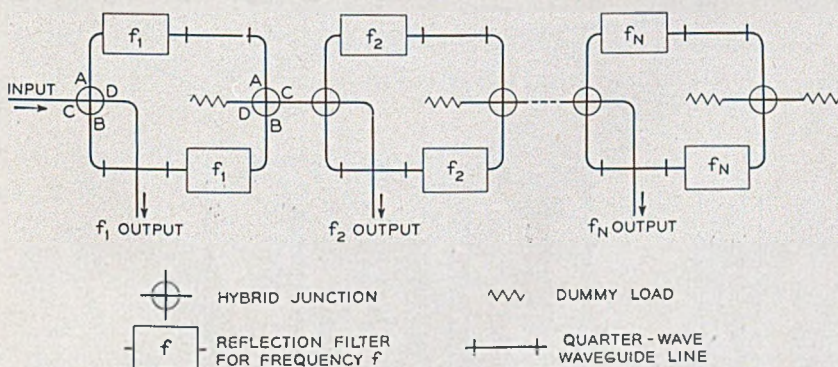 f1 f2 fN
INPUT A D C B A C D B
f1 f2 fN
f1 OUTPUT f2 OUTPUT fN OUTPUT
HYBRID JUNCTION
DUMMY LOAD
f
REFLECTION FILTER
FOR FREQUENCY f
QUARTER-WAVE
WAVEGUIDE LINE